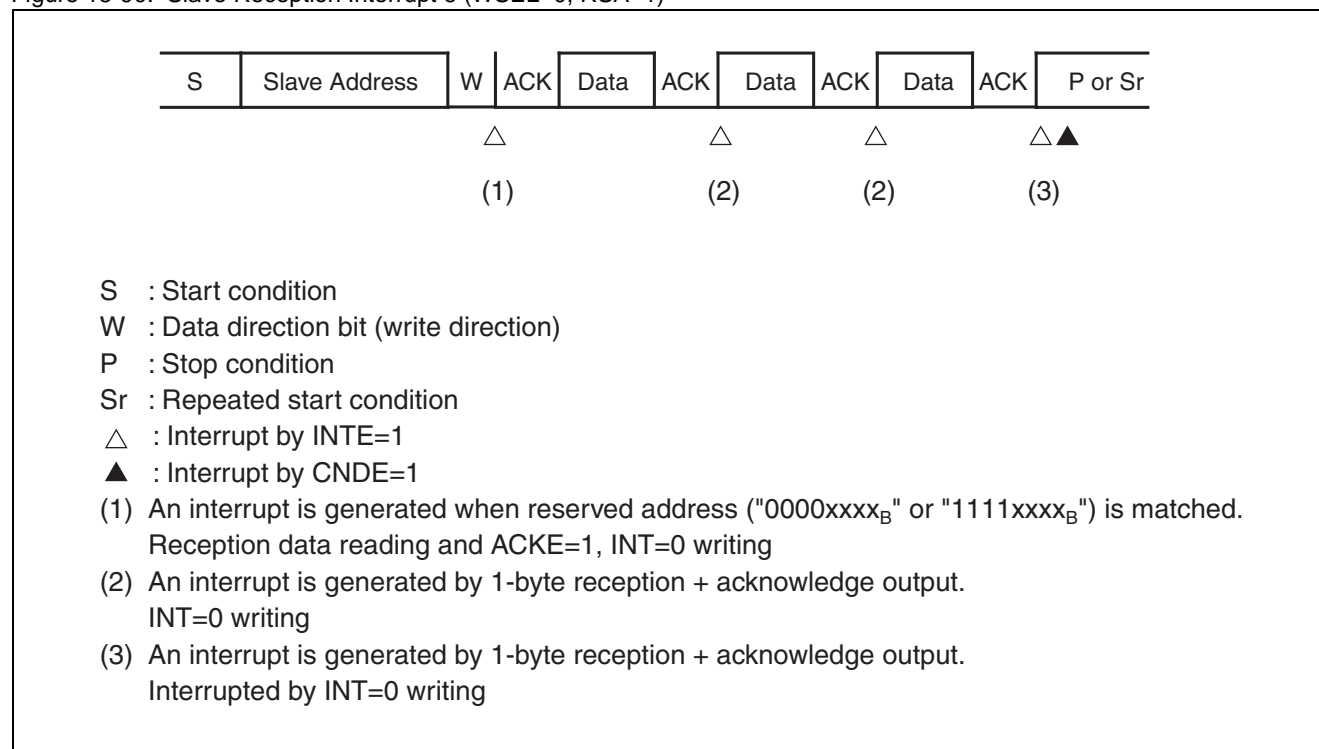 S Slave Address W ACK Data ACK Data ACK Data ACK P or Sr
△ △ △ △▲
(1) (2) (2) (3)
S : Start condition
W : Data direction bit (write direction)
P : Stop condition
Sr : Repeated start condition
△ : Interrupt by INTE=1
▲ : Interrupt by CNDE=1
(1) An interrupt is generated when reserved address ("0000xxxxB" or "1111xxxxB") is matched.
Reception data reading and ACKE=1, INT=0 writing
(2) An interrupt is generated by 1-byte reception + acknowledge output.
INT=0 writing
(3) An interrupt is generated by 1-byte reception + acknowledge output.
Interrupted by INT=0 writing